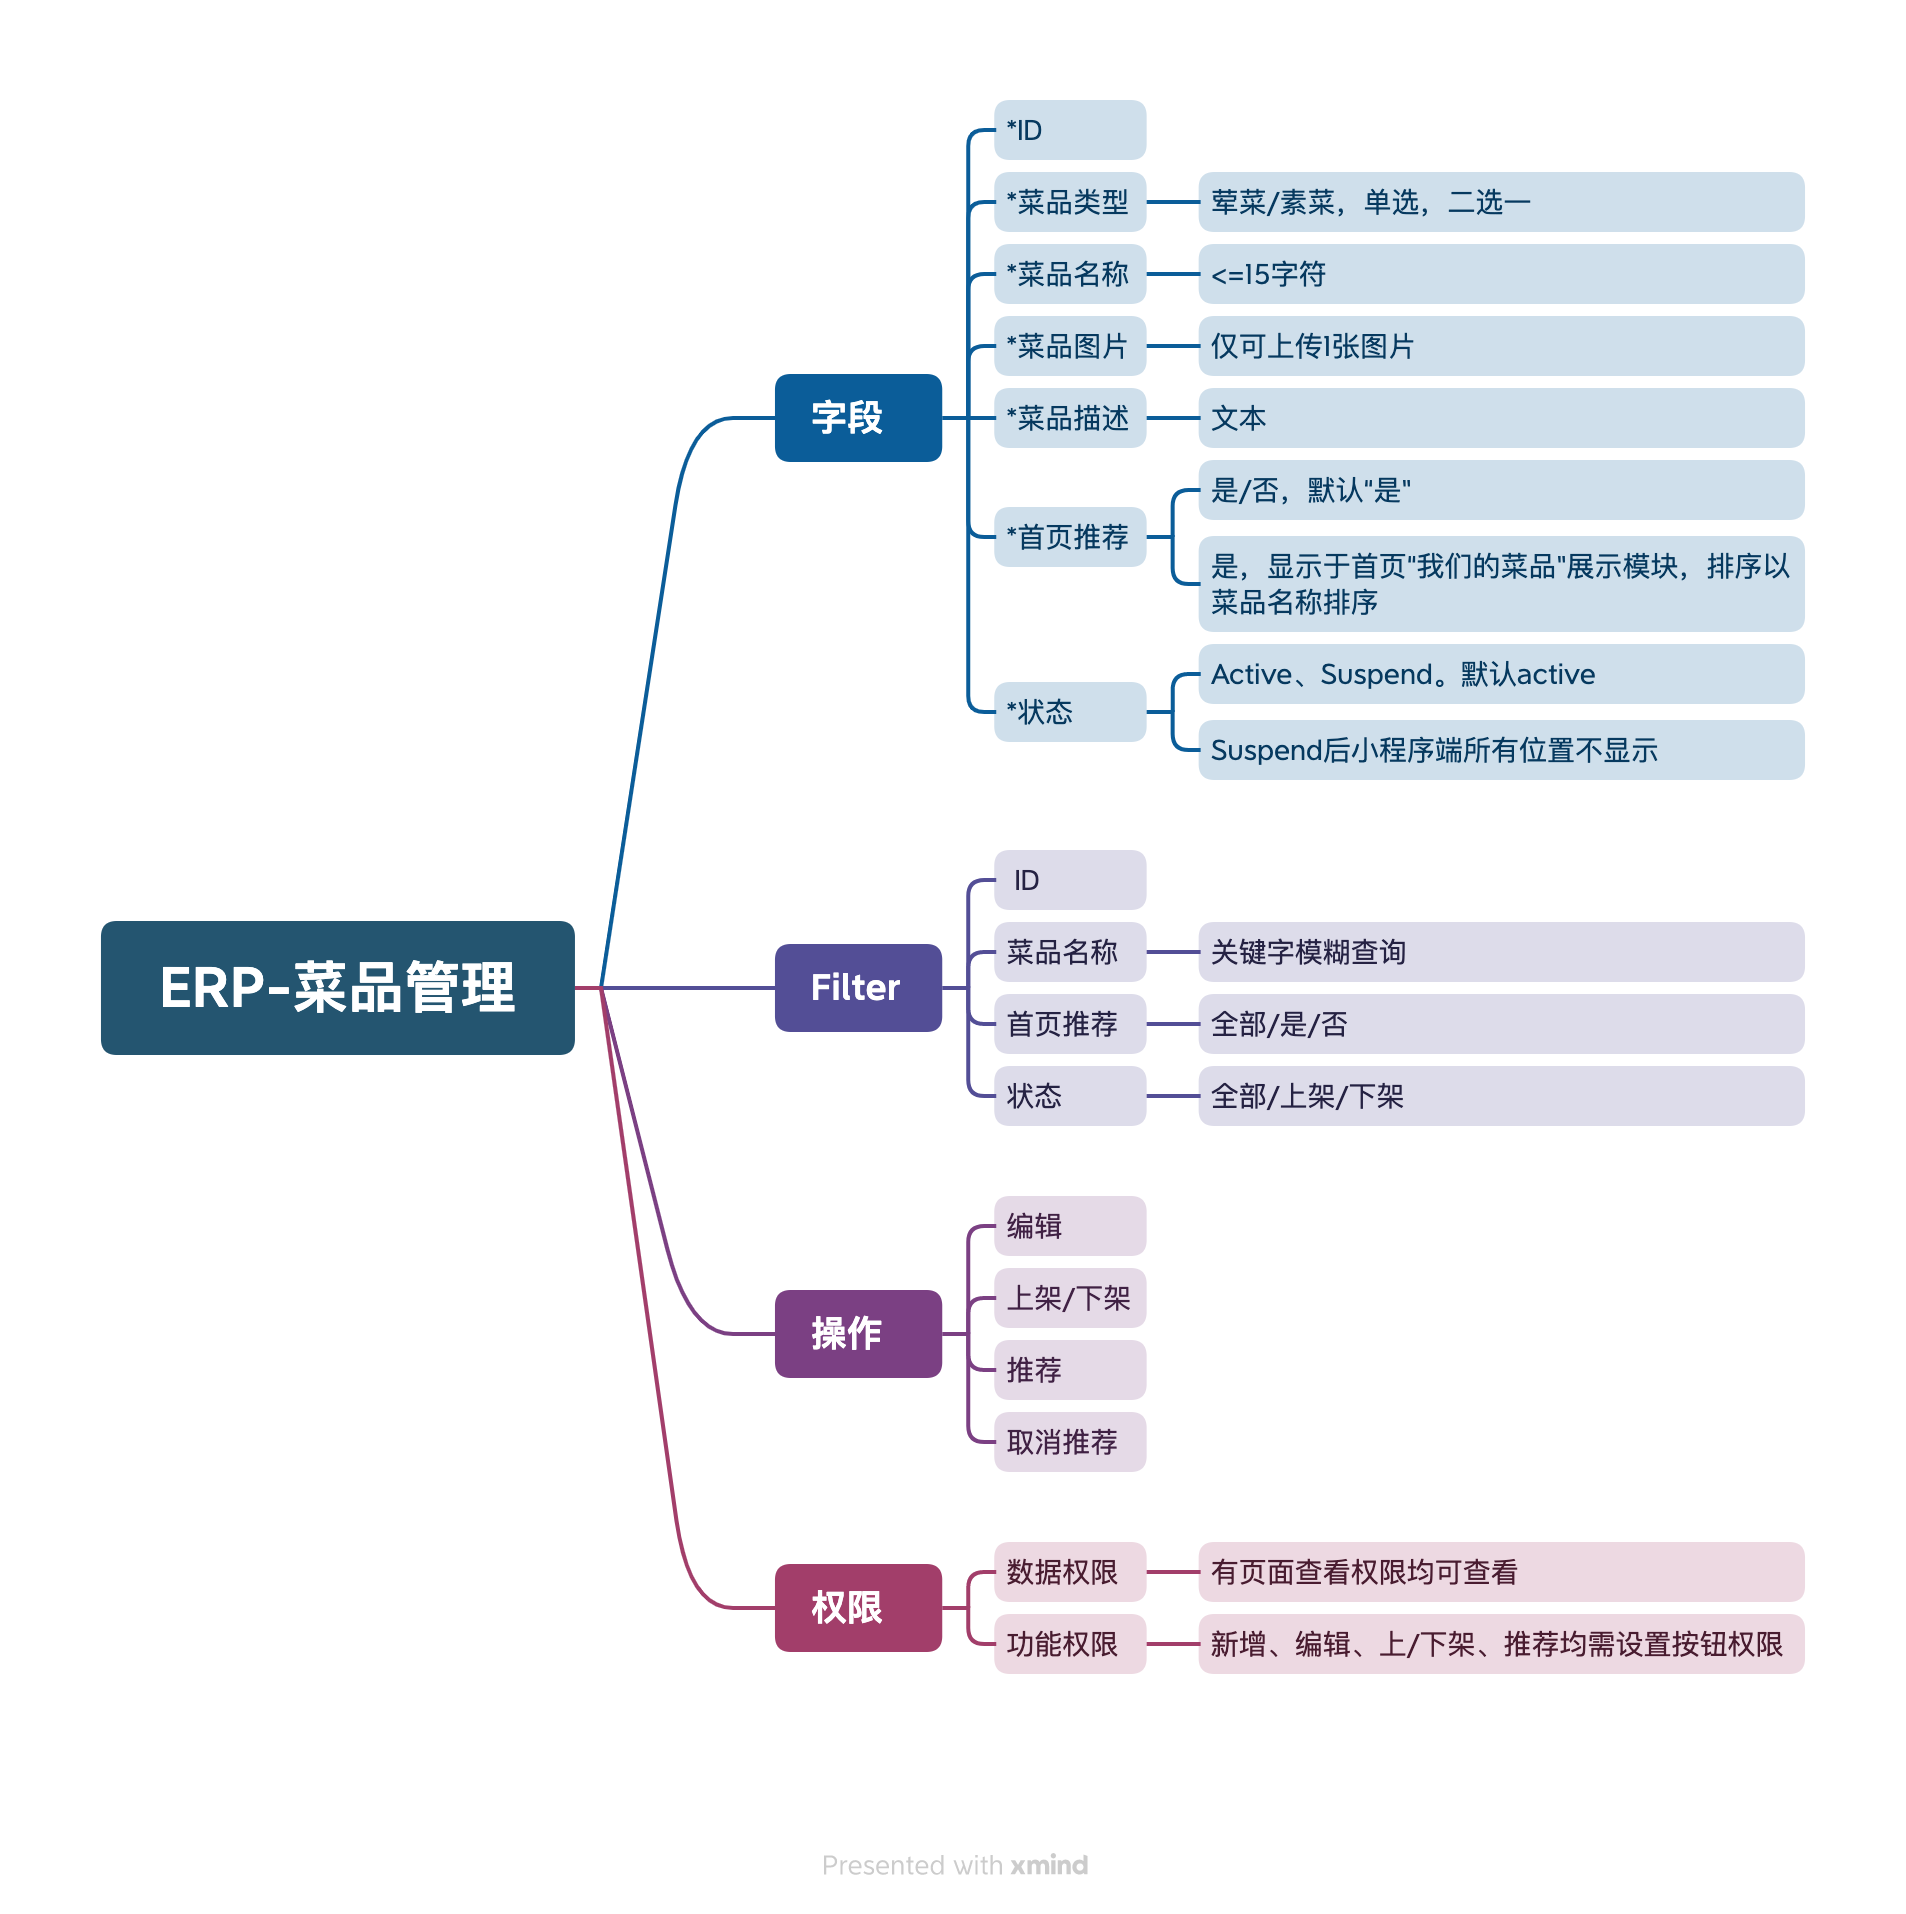 ERP-菜品管理
字段
*ID
*菜品类型
荤菜/素菜，单选，二选一
*菜品名称
<=15字符
*菜品图片
仅可上传1张图片
*菜品描述
文本
*首页推荐
是/否，默认"是"
是，显示于首页"我们的菜品"展示模块，排序以
菜品名称排序
*状态
Active、Suspend。默认active
Suspend后小程序端所有位置不显示
Filter
ID
菜品名称
关键字模糊查询
首页推荐
全部/是/否
状态
全部/上架/下架
操作
编辑
上架/下架
推荐
取消推荐
权限
数据权限
有页面查看权限均可查看
功能权限
新增、编辑、上/下架、推荐均需设置按钮权限
Presented with xmind